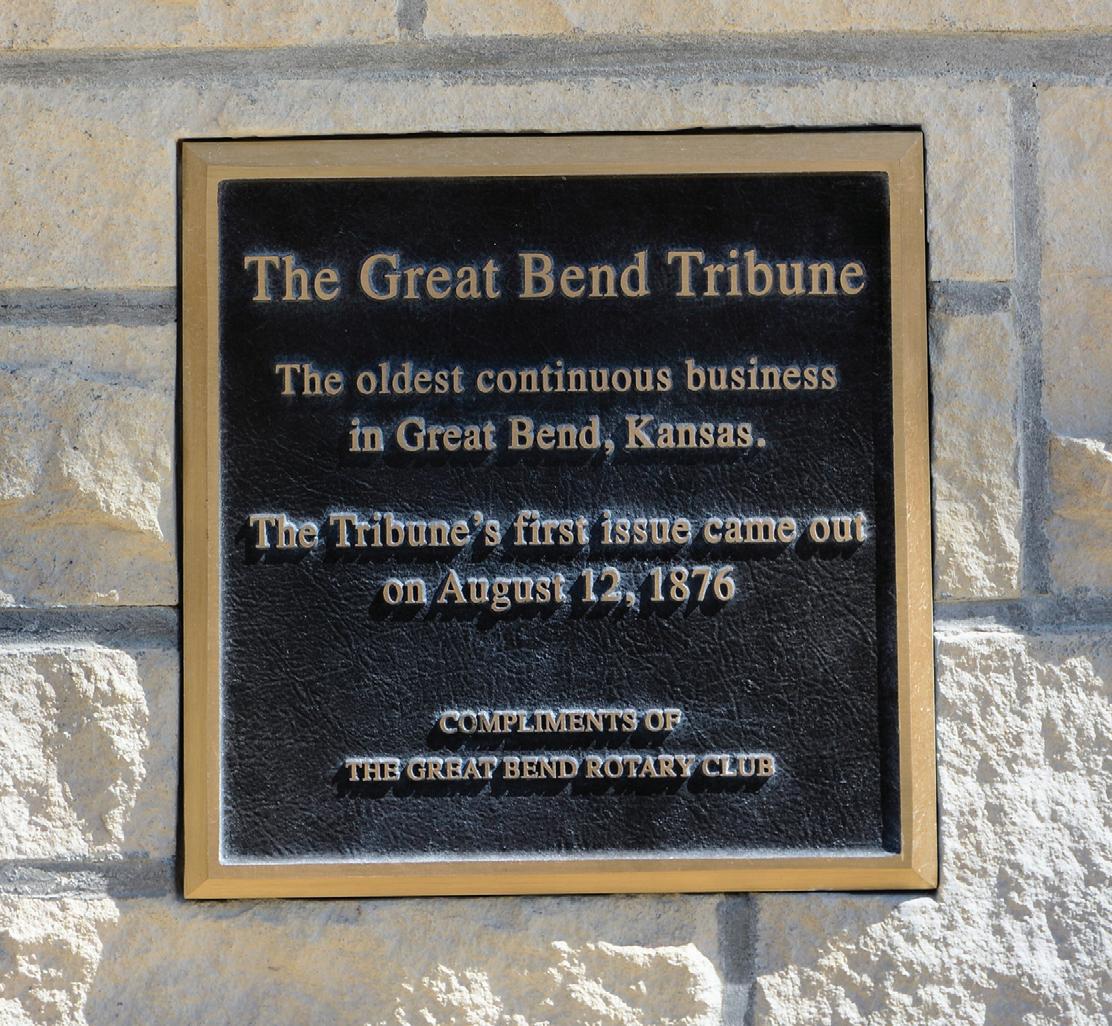 The Great Bend Tribune
The oldest continuous business
in Great Bend, Kansas.
The Tribune's first issue came out
on August 12, 1876
COMPLIMENTS OF
THE GREAT BEND ROTARY CLUB